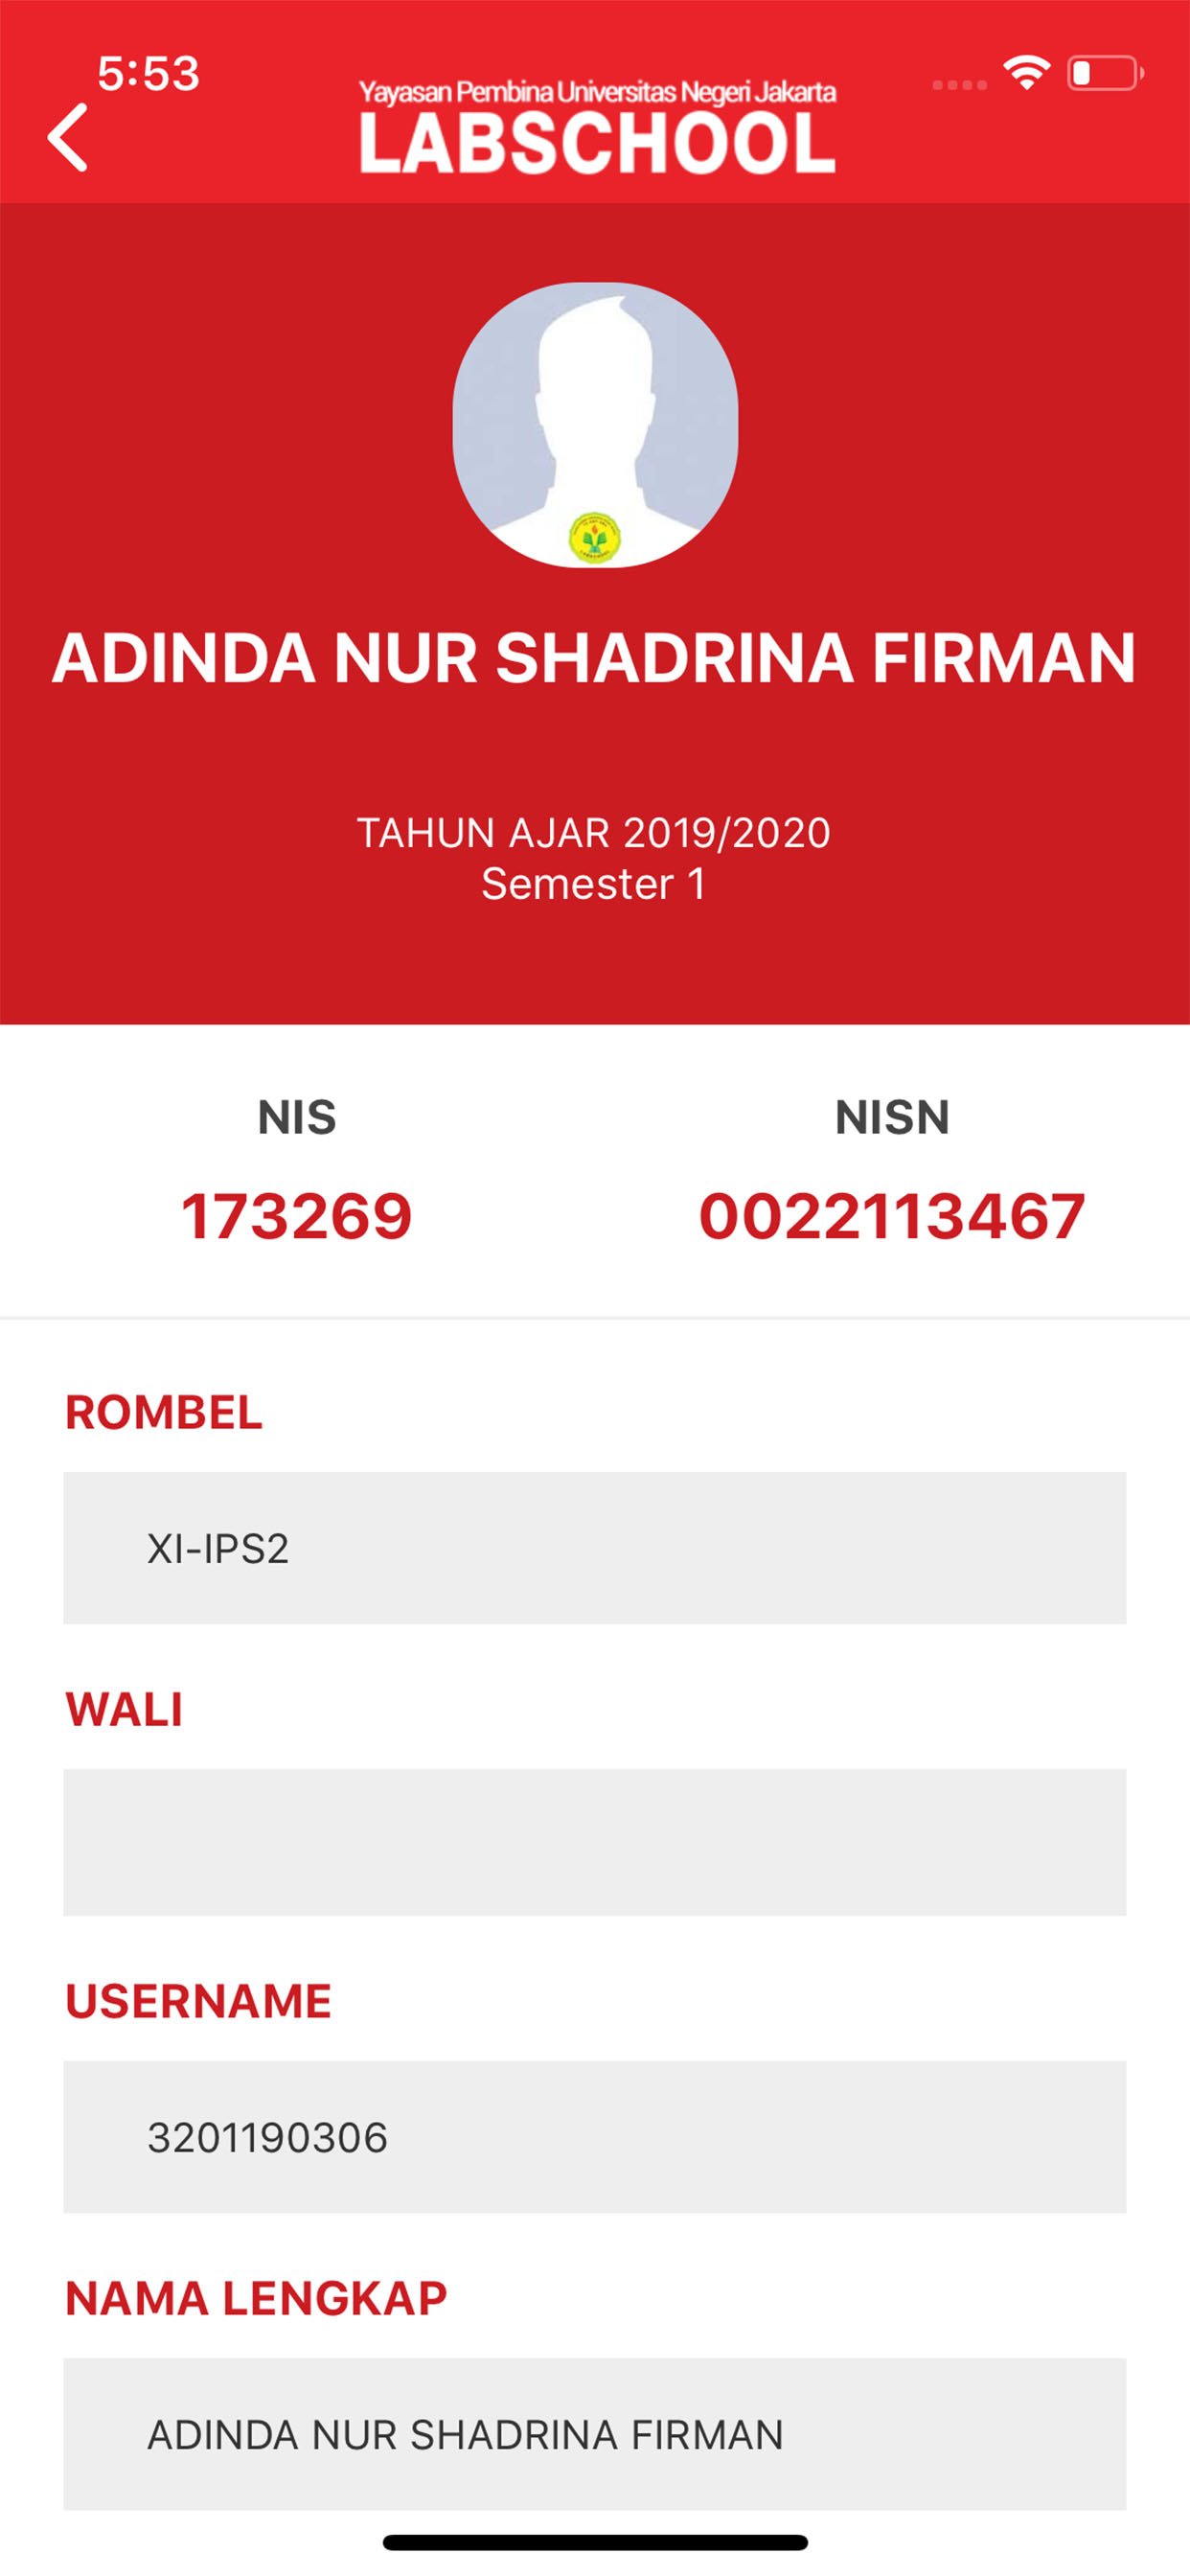 5:53
Yayasan Pembina Universitas Negeri Jakarta
LABSCHOOL
ADINDA NUR SHADRINA FIRMAN
TAHUN AJAR 2019/2020
Semester 1
NIS
NISN
173269
0022113467
ROMBEL
XI-IPS2
WALI
USERNAME
3201190306
NAMA LENGKAP
ADINDA NUR SHADRINA FIRMAN